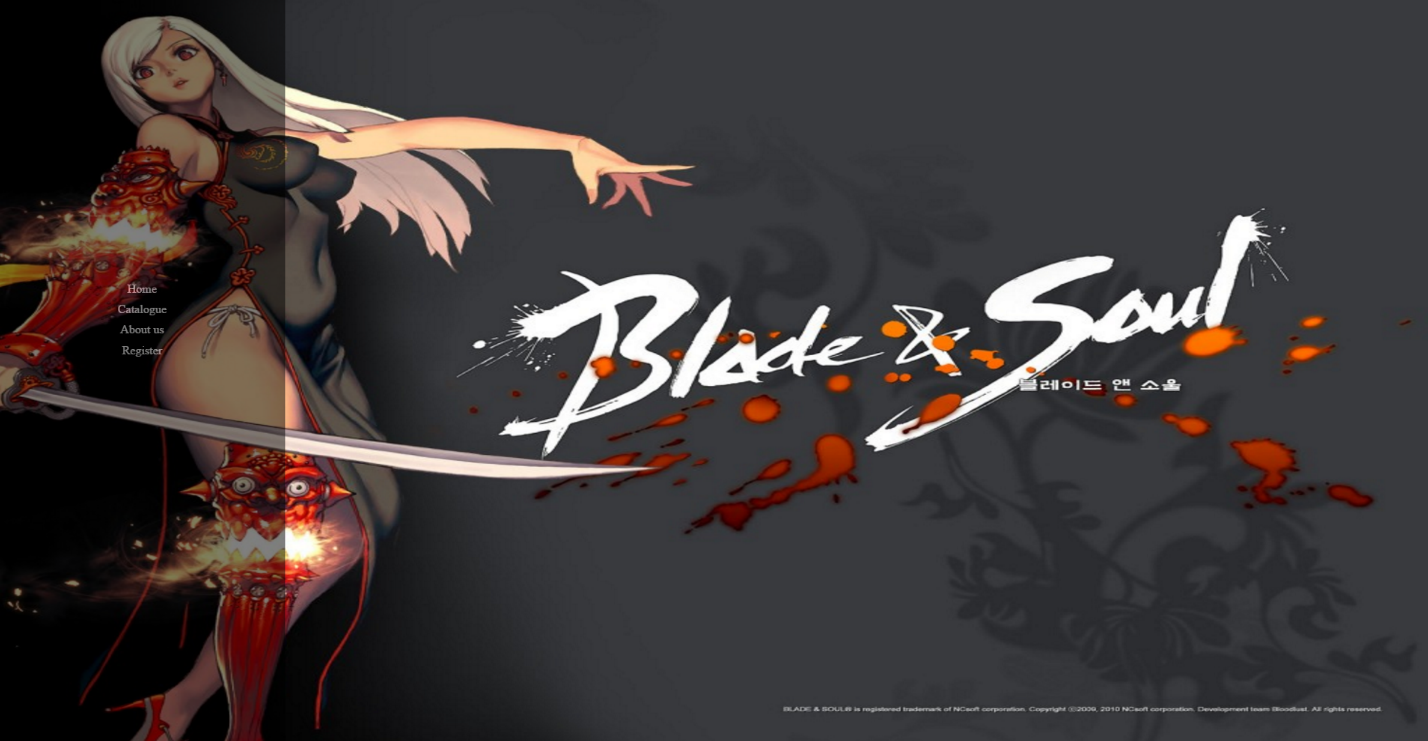 Home
Catalogue
About us
Register
Blade & Soul
블레이드 앤 소울
BLADE & SOUL® is registered trademark of NCsoft corporation. Copyright ⓒ2009, 2010 NCsoft corporation. Development team Bloodlust. All rights reserved.